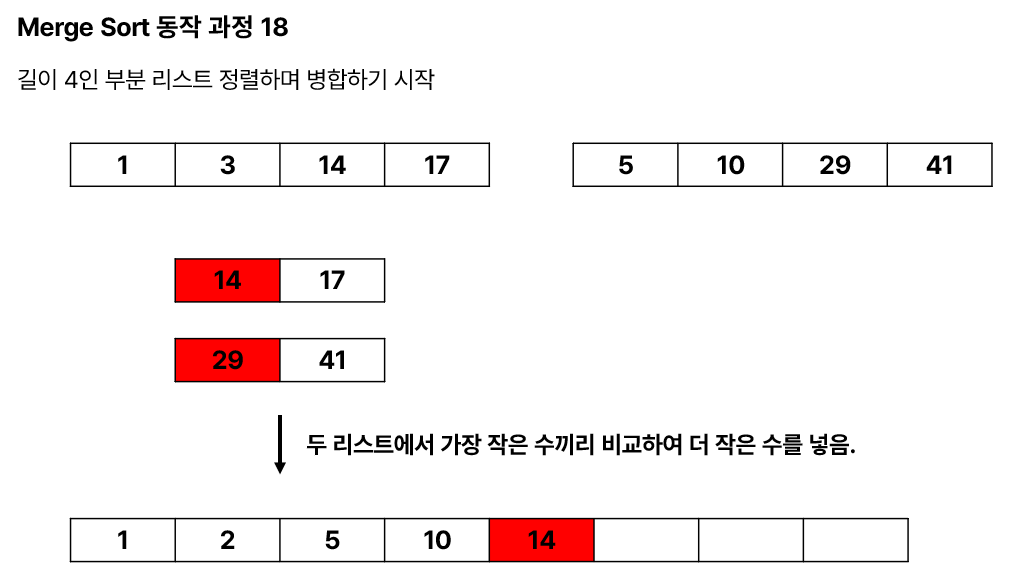 Merge Sort 동작 과정 18
길이 4인 부분 리스트 정렬하며 병합하기 시작
1 3 14 17 5 10 29 41
14 17
29 41
두 리스트에서 가장 작은 수끼리 비교하여 더 작은 수를 넣음.
1 2 5 10 14